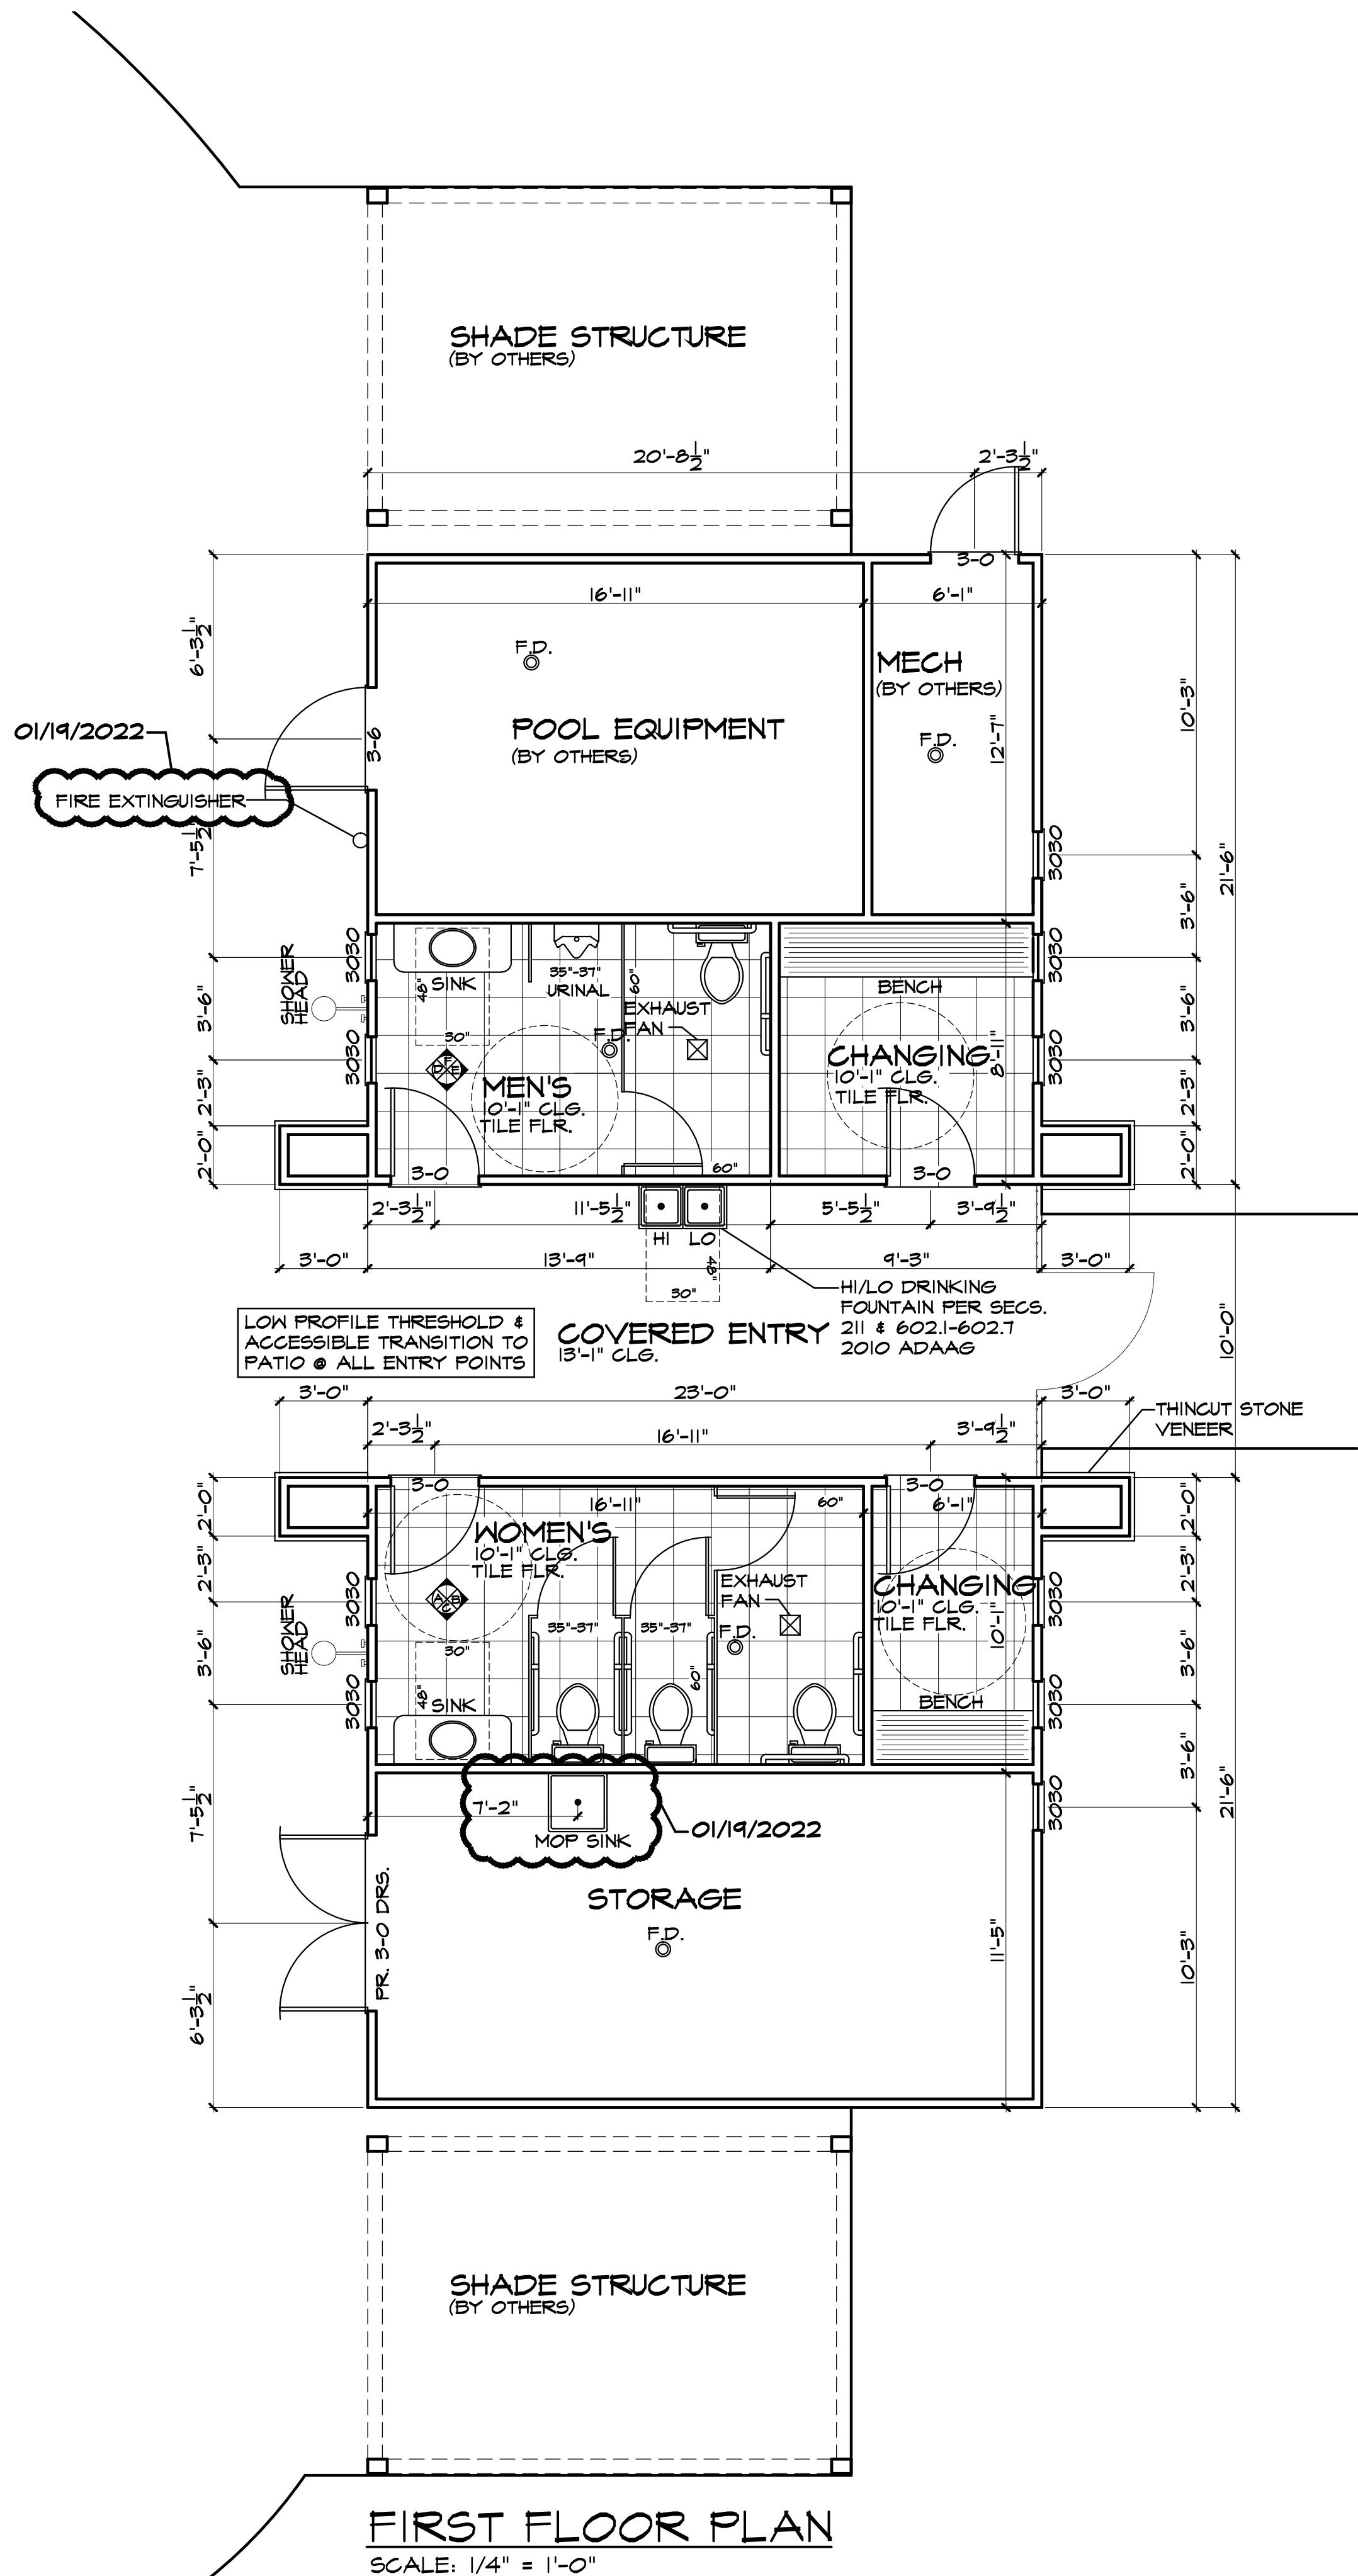 SHADE STRUCTURE
(BY OTHERS)
20'-8 1/2"
2'-3 1/2"
3-0
16'-11"
6'-1"
6'-3 1/2"
F.D.
MECH
(BY OTHERS)
10'-3"
01/19/2022
POOL EQUIPMENT
(BY OTHERS)
3-6
F.D.
12'-7"
FIRE EXTINGUISHER
7'-5 1/2"
3030
21'-6"
3'-6"
SHOWER
HEAD
3030
SINK
48"
30"
35"-37"
URINAL
60"
EXHAUST
FAN
F.D.
BENCH
3030
3'-6"
3'-6"
3030
D F E
MEN'S
10'-1" CLG.
TILE FLR.
CHANGING
10'-1" CLG.
TILE FLR.
8'-11"
3030
2'-3"
2'-3"
2'-0"
2'-0"
3-0
60"
3-0
2'-3 1/2"
11'-5 1/2"
5'-5 1/2"
3'-9 1/2"
HI LO
3'-0"
13'-9"
48"
9'-3"
3'-0"
30"
HI/LO DRINKING
FOUNTAIN PER SECS.
211 & 602.1-602.7
2010 ADAAG
LOW PROFILE THRESHOLD &
ACCESSIBLE TRANSITION TO
PATIO @ ALL ENTRY POINTS
COVERED ENTRY
13'-1" CLG.
10'-0"
3'-0"
23'-0"
3'-0"
THINCUT STONE
VENEER
2'-3 1/2"
16'-11"
3'-9 1/2"
3-0
3-0
2'-0"
16'-11"
60"
6'-1"
2'-0"
WOMEN'S
10'-1" CLG.
TILE FLR.
2'-3"
2'-3"
EXHAUST
FAN
CHANGING
10'-1" CLG.
TILE FLR.
10'-1"
3030
3030
A B C
SHOWER
HEAD
35"-37"
35"-37"
F.D.
30"
3'-6"
3'-6"
48"
60"
SINK
BENCH
3030
3030
3'-6"
7'-5 1/2"
7'-2"
MOP SINK
01/19/2022
3030
21'-6"
STORAGE
F.D.
PR. 3-0 DRS.
11'-5"
10'-3"
6'-3 1/2"
SHADE STRUCTURE
(BY OTHERS)
FIRST FLOOR PLAN
SCALE: 1/4" = 1'-0"